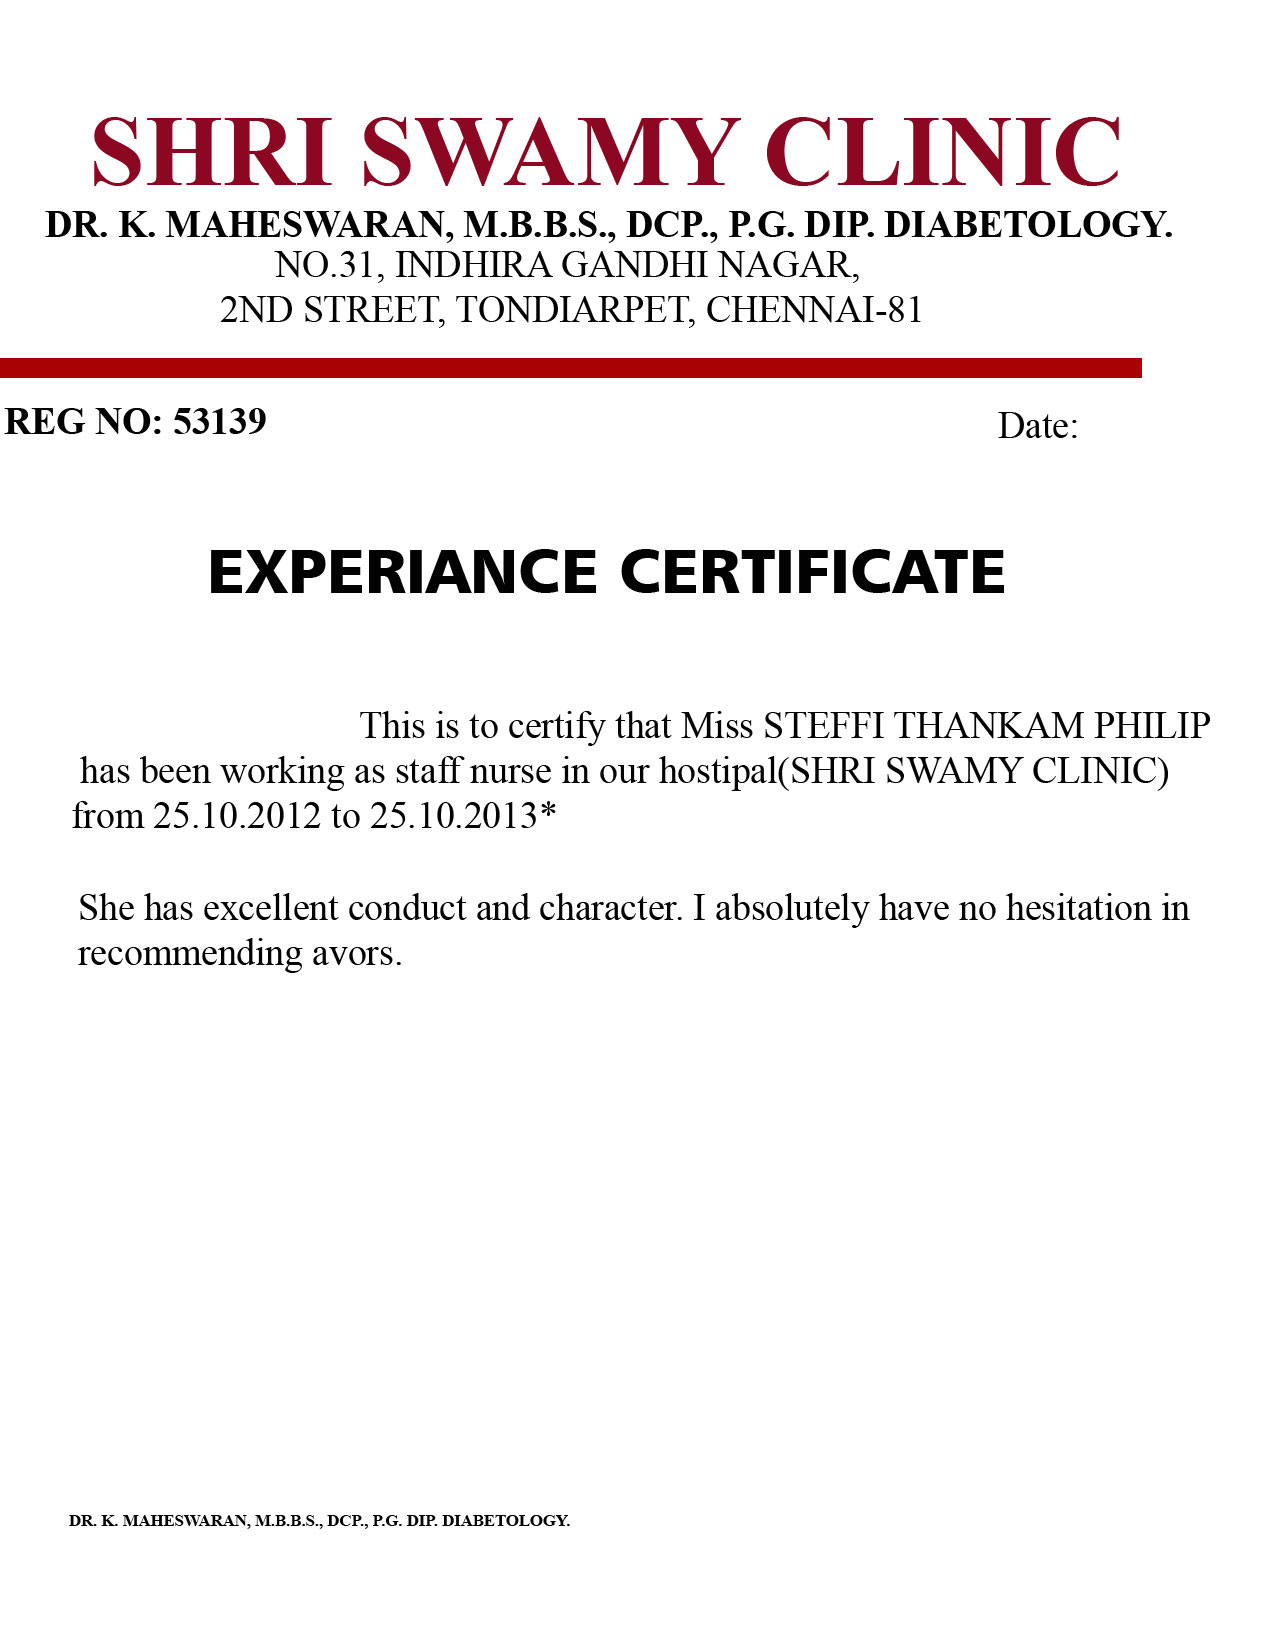 SHRI SWAMY CLINIC
DR. K. MAHESWARAN, M.B.B.S., DCP., P.G. DIP. DIABETOLOGY.
NO.31, INDHIRA GANDHI NAGAR,
2ND STREET, TONDIARPET, CHENNAI-81
REG NO: 53139
Date:
EXPERIANCE CERTIFICATE
This is to certify that Miss STEFFI THANKAM PHILIP
has been working as staff nurse in our hostipal(SHRI SWAMY CLINIC)
from 25.10.2012 to 25.10.2013*
She has excellent conduct and character. I absolutely have no hesitation in
recommending avors.
DR. K. MAHESWARAN, M.B.B.S., DCP., P.G. DIP. DIABETOLOGY.